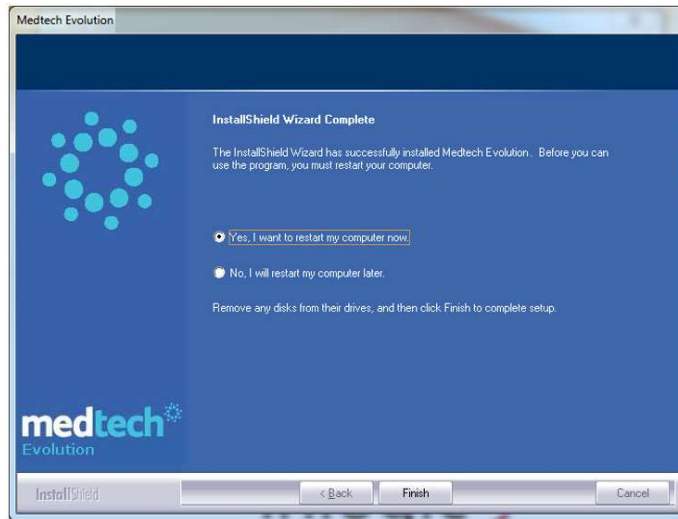 Medtech Evolution
InstallShield Wizard Complete
The InstallShield Wizard has successfully installed Medtech Evolution. Before you can
use the program, you must restart your computer.
Yes, I want to restart my computer now.
No, I will restart my computer later.
Remove any disks from their drives, and then click Finish to complete setup.
medtech
Evolution
InstallShield
< Back
Finish
Cancel